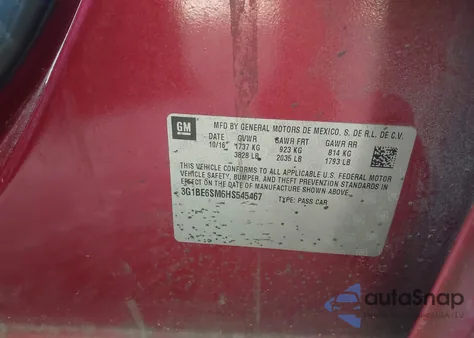 GM
MFD BY GENERAL MOTORS DE MEXICO, S. DE R.L. DE C.V.
DATE GVWR GAWR FRT GAWR RR
10/16 1737 KG 923 KG 814 KG
3828 LB 2035 LB 1793 LB
THIS VEHICLE CONFORMS TO ALL APPLICABLE U.S. FEDERAL MOTOR
VEHICLE SAFETY, BUMPER, AND THEFT PREVENTION STANDARDS IN
EFFECT ON THE DATE OF MANUFACTURE SHOWN ABOVE.
3G1BE6SM6HS545467 TYPE: PASS CAR
autoSnap